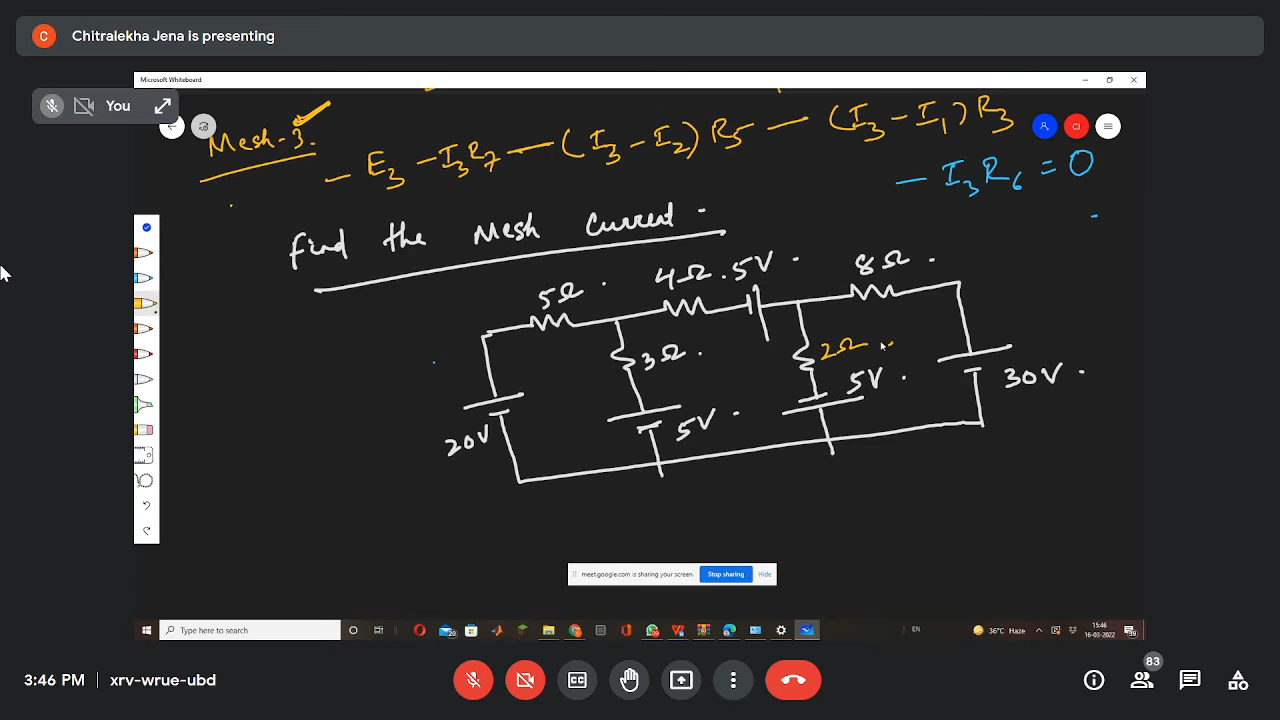 C Chitralekha Jena is presenting
Microsoft Whiteboard
You
CJ
Mesh-3.
- E3 - I3R7 - (I3 - I2) R5 - (I3 - I1) R3
- I3R6 = 0
find the Mesh Current.
5Ω 4Ω 5V 8Ω
3Ω 2Ω
5V 30V
20V 5V
meet.google.com is sharing your screen. Stop sharing Hide
Type here to search
36°C Haze
EN
15:46
16-03-2022
3:46 PM | xrv-wrue-ubd
83